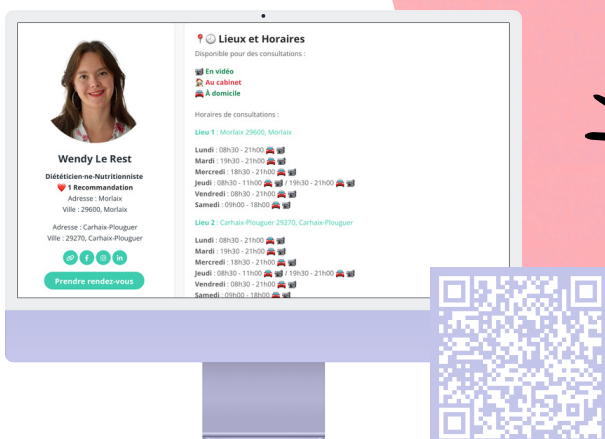 Wendy Le Rest
Diététicien·ne-Nutritionniste
❤️ 1 Recommandation
Adresse : Morlaix
Ville : 29600, Morlaix
Adresse : Carhaix-Plouguer
Ville : 29270, Carhaix-Plouguer
Prendre rendez-vous
📍🕢 Lieux et Horaires
Disponible pour des consultations :
📹 En vidéo
🏠 Au cabinet
🚘 À domicile
Horaires de consultations :
Lieu 1 : Morlaix 29600, Morlaix
Lundi : 08h30 - 21h00 🚘 📹
Mardi : 19h30 - 21h00 🚘 📹
Mercredi : 18h30 - 21h00 🚘 📹
Jeudi : 08h30 - 11h00 🚘 📹 / 19h30 - 21h00 🚘 📹
Vendredi : 08h30 - 21h00 🚘 📹
Samedi : 09h00 - 18h00 🚘 📹
Lieu 2 : Carhaix-Plouguer 29270, Carhaix-Plouguer
Lundi : 08h30 - 21h00 🚘 📹
Mardi : 19h30 - 21h00 🚘 📹
Mercredi : 18h30 - 21h00 🚘 📹
Jeudi : 08h30 - 11h00 🚘 📹 / 19h30 - 21h00 🚘 📹
Vendredi : 08h30 - 21h00 🚘 📹
Samedi : 09h00 - 18h00 🚘 📹